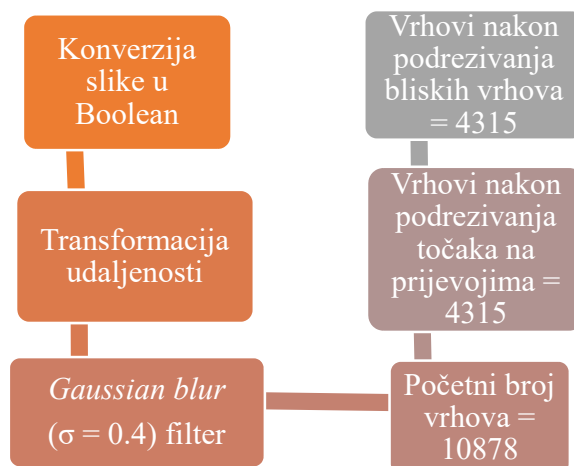 Konverzija
slike u
Boolean
Transformacija
udaljenosti
Gaussian blur
(σ = 0.4) filter
Početni broj
vrhova =
10878
Vrhovi nakon
podrezivanja
točaka na
prijevojima =
4315
Vrhovi nakon
podrezivanja
bliskih vrhova
= 4315